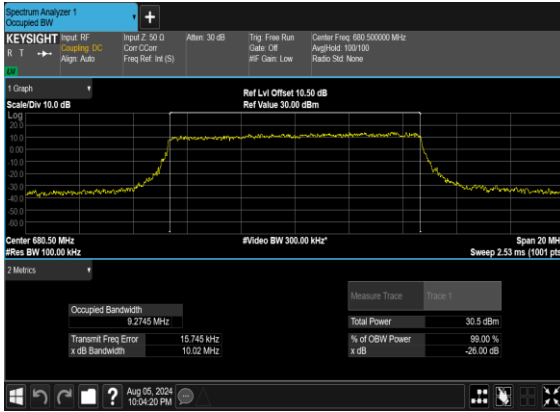 Spectrum Analyzer 1
Occupied BW
+
KEYSIGHT Input: RF Input Z: 50 Ω Atten: 30 dB Trig: Free Run Center Freq: 680.500000 MHz
R T Coupling: DC Corr CCorr Gate: Off Avg|Hold: 100/100
Align: Auto Freq Ref: Int (S) #IF Gain: Low Radio Std: None
1 Graph
Ref Lvl Offset 10.50 dB
Scale/Div 10.0 dB Ref Value 30.00 dBm
Log
20.0
10.0
0.00
-10.0
-20.0
-30.0
-40.0
-50.0
-60.0
Center 680.50 MHz #Video BW 300.00 kHz* Span 20 MH
#Res BW 100.00 kHz Sweep 2.53 ms (1001 pts
2 Metrics
Measure Trace Trace 1
Occupied Bandwidth
9.2745 MHz Total Power 30.5 dBm
Transmit Freq Error 15.745 kHz % of OBW Power 99.00 %
x dB Bandwidth 10.02 MHz x dB -26.00 dB
? Aug 05, 2024
10:04:20 PM